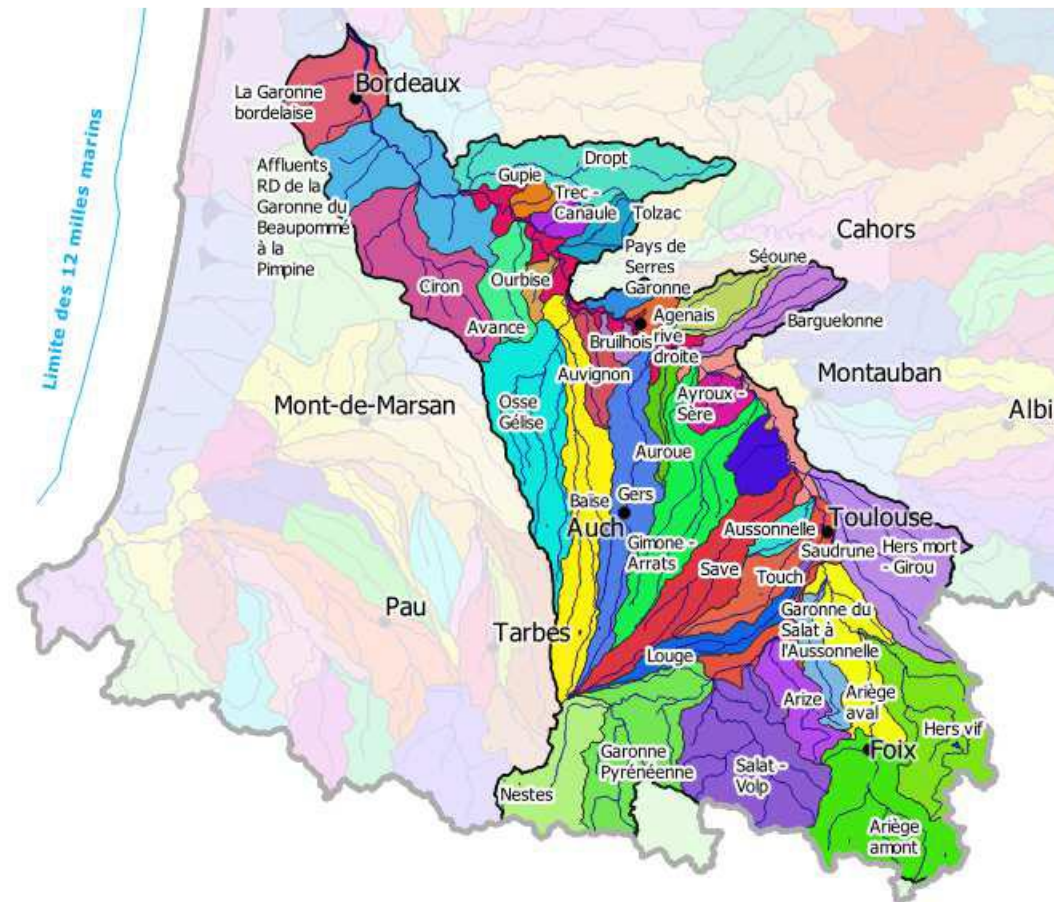 Limite des 12 milles marins
La Garonne
bordelaise
Bordeaux
Affluents
RD de la
Garonne du
Beaupommé
à la
Pimpine
Dropt
Gupie
Trec -
Canaule
Tolzac
Cahors
Pays de
Serres
Garonne
Séoune
Ciron
Ourbise
Avance
Agenais
rive
droite
Bruilhois
Barguelonne
Auvignon
Montauban
Mont-de-Marsan
Osse
Gélise
Ayroux -
Sère
Albi
Auroue
Baïse
Gers
Auch
Gimone -
Arrats
Aussonnelle
Toulouse
Saudrune
Hers mort
- Girou
Save
Touch
Pau
Tarbes
Garonne du
Salat à
l'Aussonnelle
Louge
Arize
Ariège
aval
Hers vif
Foix
Garonne
Pyrénéenne
Salat -
Volp
Nestes
Ariège
amont